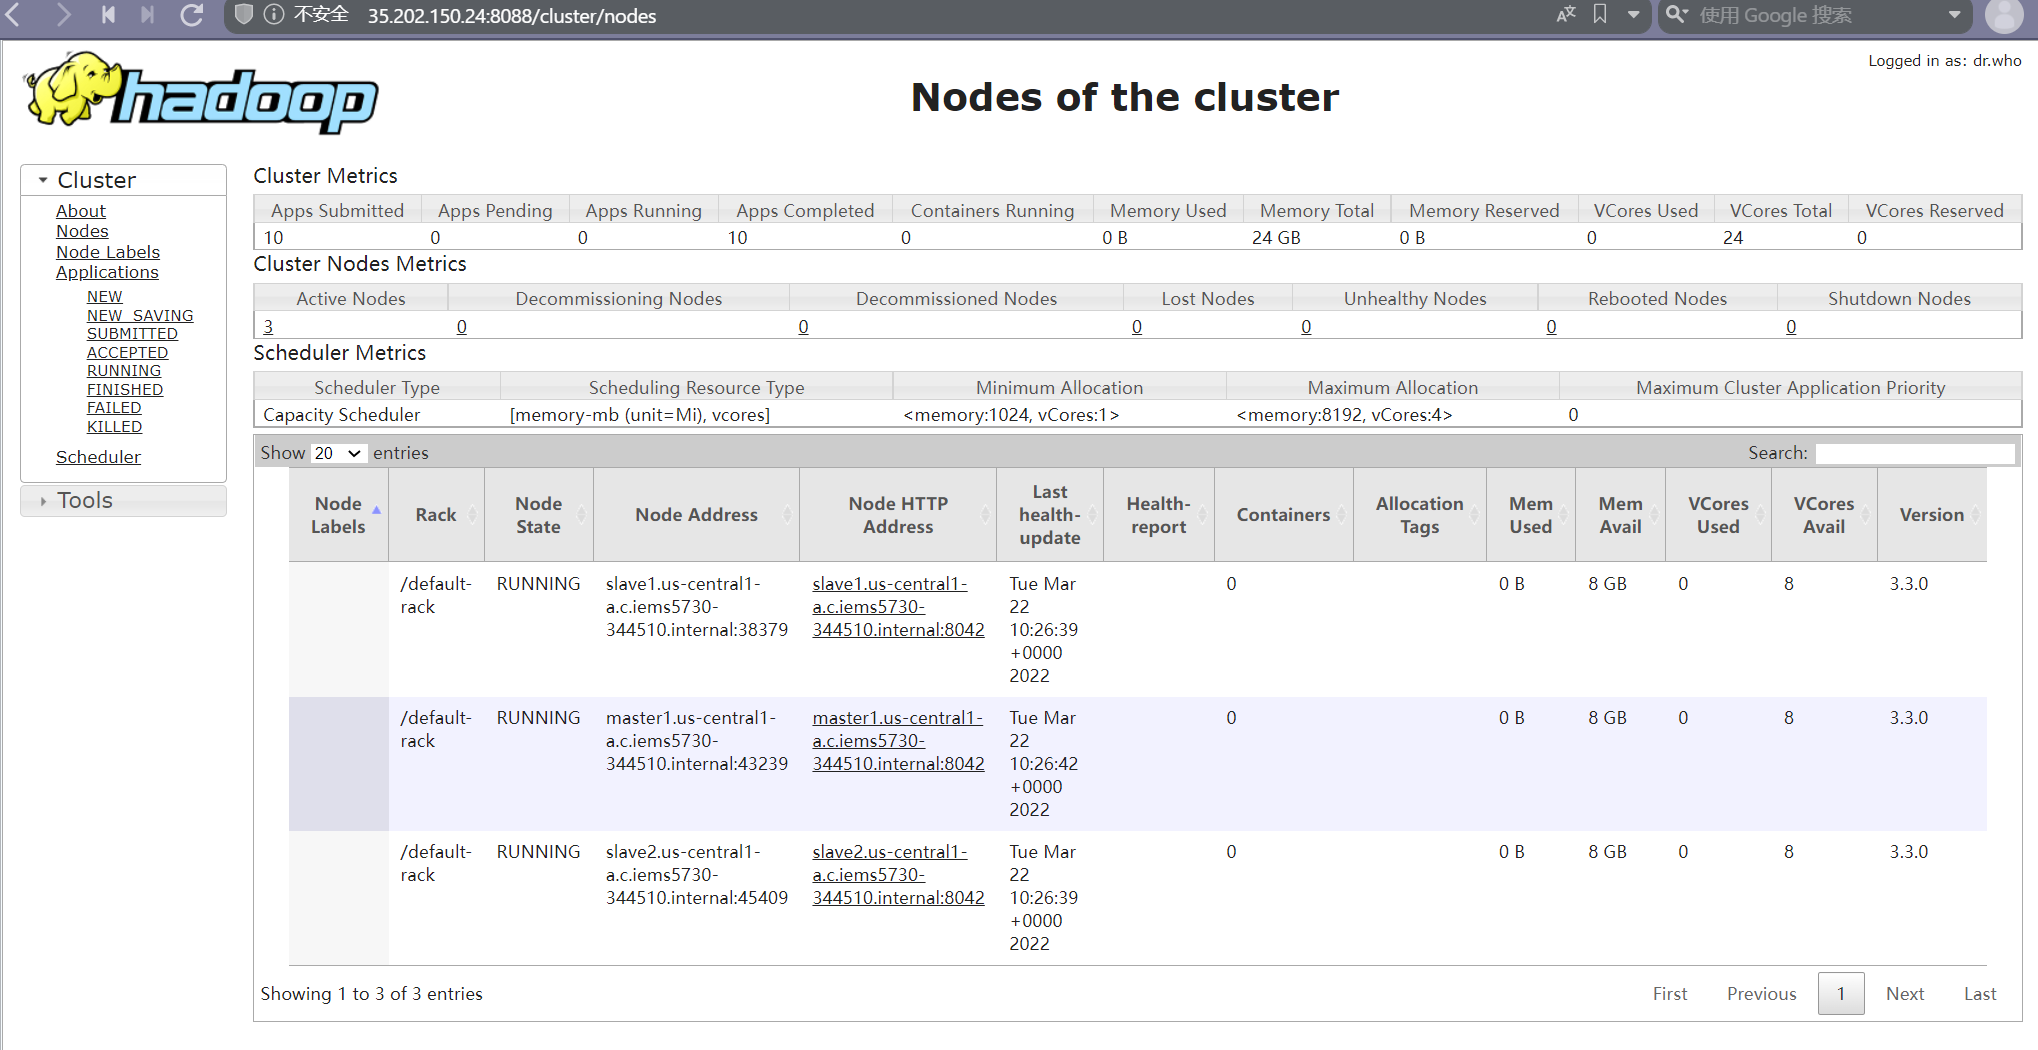 不安全 35.202.150.24:8088/cluster/nodes
使用 Google 搜索
Logged in as: dr.who
hadoop
Nodes of the cluster
Cluster
About
Nodes
Node Labels
Applications
NEW
NEW_SAVING
SUBMITTED
ACCEPTED
RUNNING
FINISHED
FAILED
KILLED
Scheduler
Tools
Cluster Metrics
Apps Submitted Apps Pending Apps Running Apps Completed Containers Running Memory Used Memory Total Memory Reserved VCores Used VCores Total VCores Reserved
10 0 0 10 0 0 B 24 GB 0 B 0 24 0
Cluster Nodes Metrics
Active Nodes Decommissioning Nodes Decommissioned Nodes Lost Nodes Unhealthy Nodes Rebooted Nodes Shutdown Nodes
3 0 0 0 0 0 0
Scheduler Metrics
Scheduler Type Scheduling Resource Type Minimum Allocation Maximum Allocation Maximum Cluster Application Priority
Capacity Scheduler [memory-mb (unit=Mi), vcores] <memory:1024, vCores:1> <memory:8192, vCores:4> 0
Show 20 entries
Search:
Node Labels Rack Node State Node Address Node HTTP Address Last health-update Health-report Containers Allocation Tags Mem Used Mem Avail VCores Used VCores Avail Version
/default-rack RUNNING slave1.us-central1-a.c.iems5730-344510.internal:38379 slave1.us-central1-a.c.iems5730-344510.internal:8042 Tue Mar 22 10:26:39 +0000 2022 0 0 B 8 GB 0 8 3.3.0
/default-rack RUNNING master1.us-central1-a.c.iems5730-344510.internal:43239 master1.us-central1-a.c.iems5730-344510.internal:8042 Tue Mar 22 10:26:42 +0000 2022 0 0 B 8 GB 0 8 3.3.0
/default-rack RUNNING slave2.us-central1-a.c.iems5730-344510.internal:45409 slave2.us-central1-a.c.iems5730-344510.internal:8042 Tue Mar 22 10:26:39 +0000 2022 0 0 B 8 GB 0 8 3.3.0
Showing 1 to 3 of 3 entries
First Previous 1 Next Last